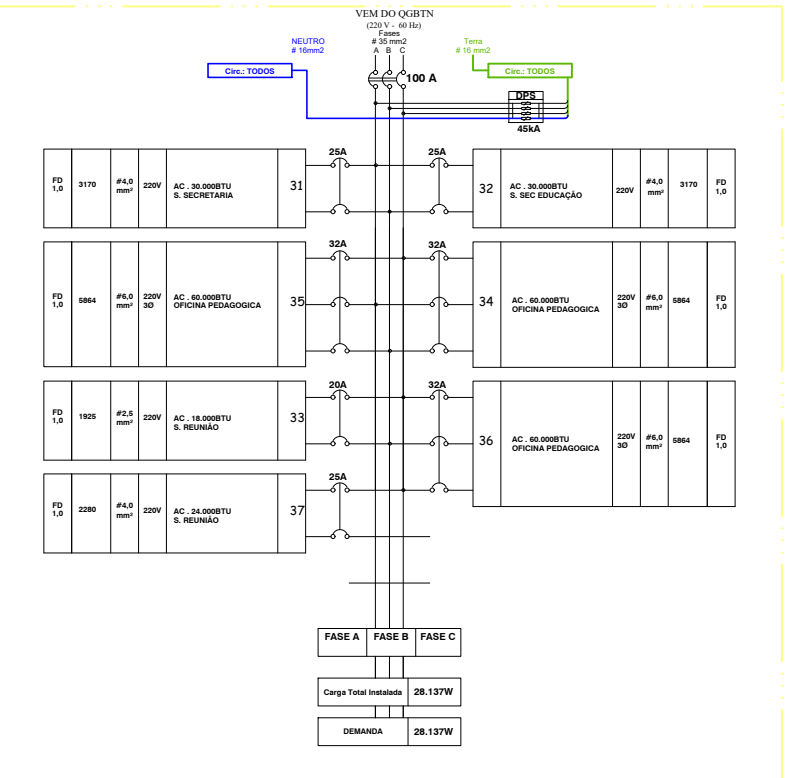 VEM DO QGBTN
(220 V - 60 Hz)
Fases
# 35 mm2
A B C
NEUTRO
# 16mm2
Terra
# 16 mm2
Circ.: TODOS
Circ.: TODOS
100 A
DPS
45kA
25A
25A
FD
1,0
3170
#4,0
mm²
220V
AC . 30.000BTU
S. SECRETARIA
31
32
AC . 30.000BTU
S. SEC EDUCAÇÃO
220V
#4,0
mm²
3170
FD
1,0
32A
32A
FD
1,0
5864
#6,0
mm²
220V
3Ø
AC . 60.000BTU
OFICINA PEDAGOGICA
35
34
AC . 60.000BTU
OFICINA PEDAGOGICA
220V
3Ø
#6,0
mm²
5864
FD
1,0
20A
32A
FD
1,0
1925
#2,5
mm²
220V
AC . 18.000BTU
S. REUNIÃO
33
36
AC . 60.000BTU
OFICINA PEDAGOGICA
220V
3Ø
#6,0
mm²
5864
FD
1,0
25A
FD
1,0
2280
#4,0
mm²
220V
AC . 24.000BTU
S. REUNIÃO
37
FASE A FASE B FASE C
Carga Total Instalada 28.137W
DEMANDA 28.137W